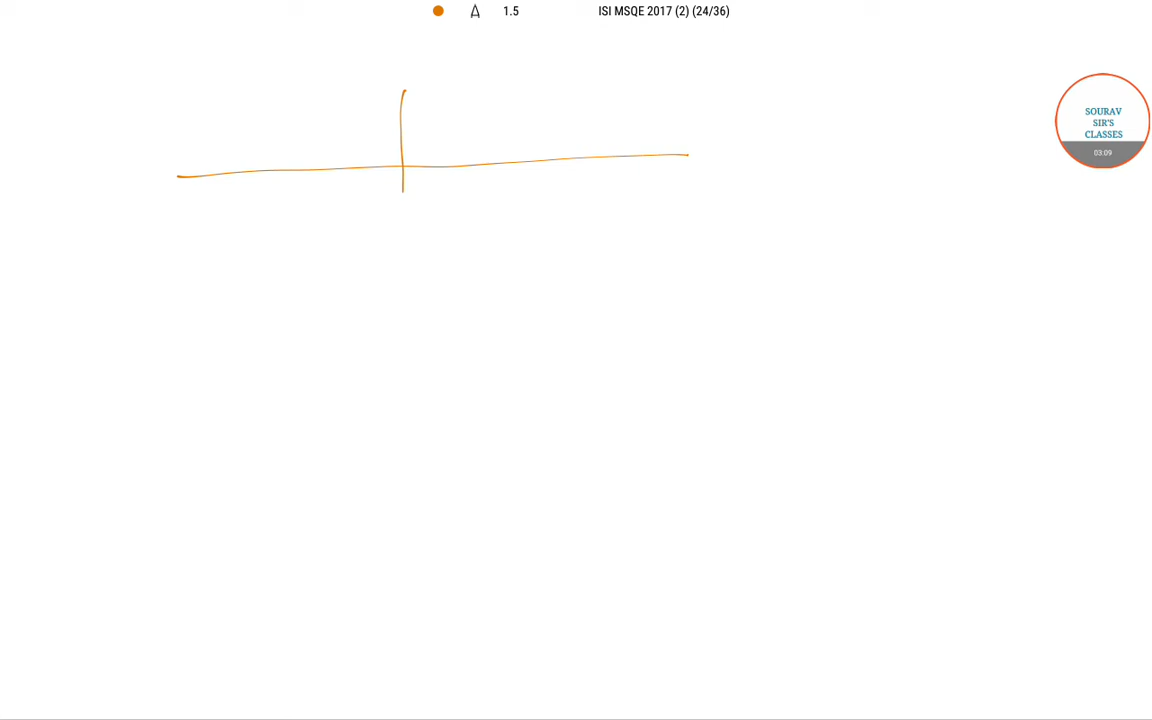 1.5 ISI MSQE 2017 (2) (24/36)
SOURAV
SIR'S
CLASSES
03:09